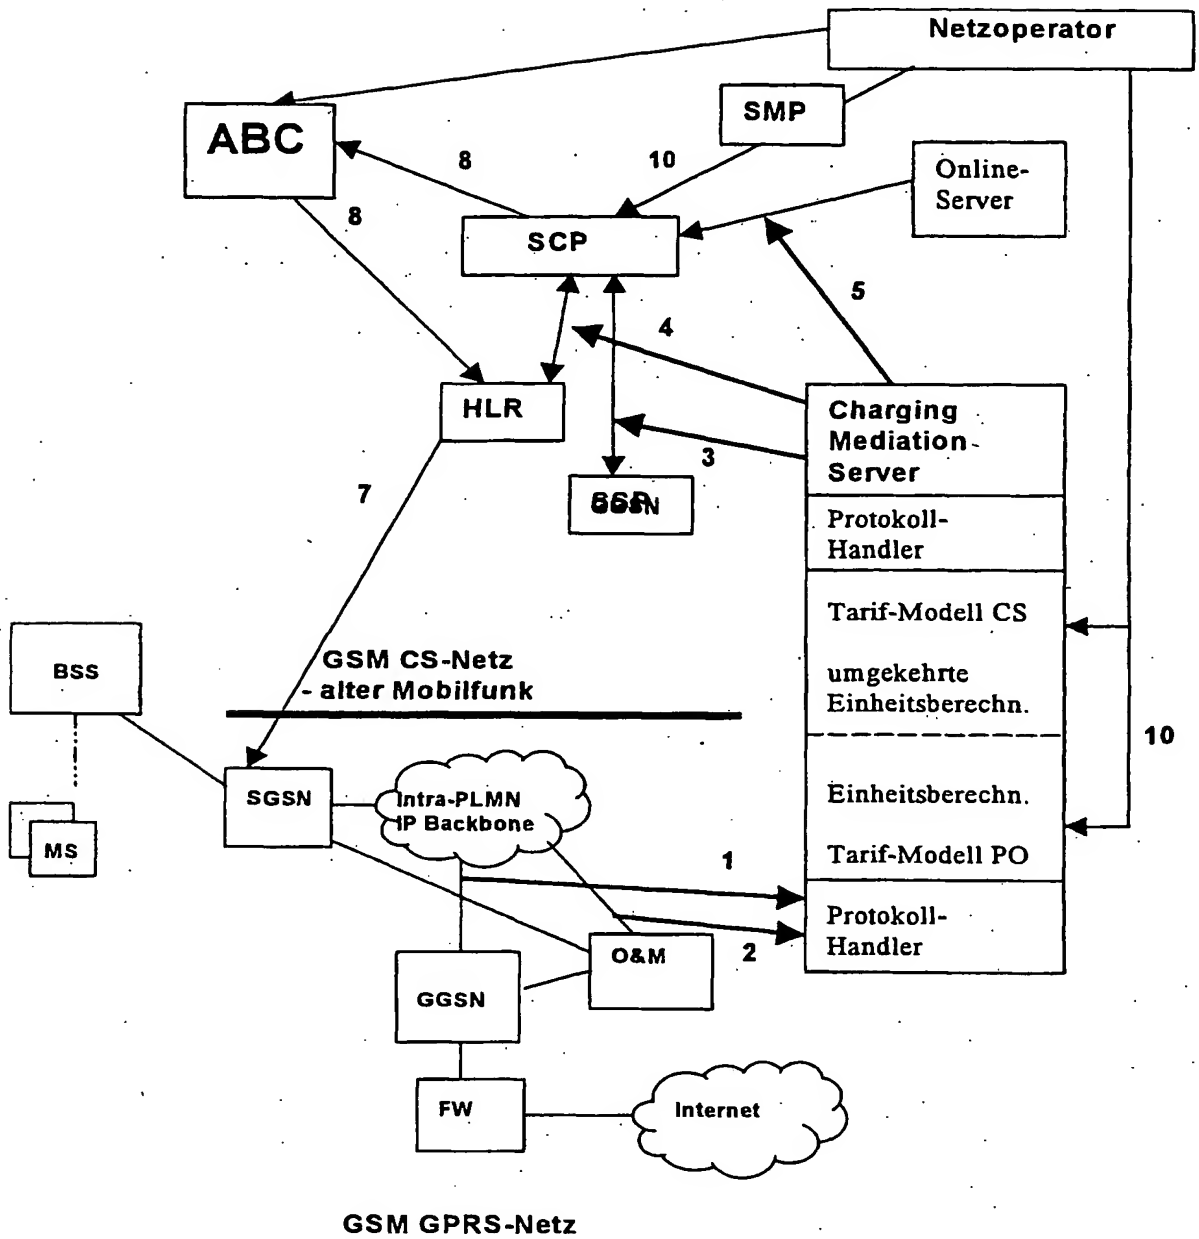 Netzoperator
SMP
ABC
Online-
Server
8
10
8
SCP
5
4
HLR
Charging
Mediation
Server
3
7
Protokoll-
Handler
Tarif-Modell CS
GSM CS-Netz
- alter Mobilfunk
BSS
umgekehrte
Einheitsberechn.
10
SGSN
Intra-PLMN
IP Backbone
Einheitsberechn.
MS
Tarif-Modell PO
1
Protokoll-
Handler
2
O&M
GGSN
FW
Internet
GSM GPRS-Netz